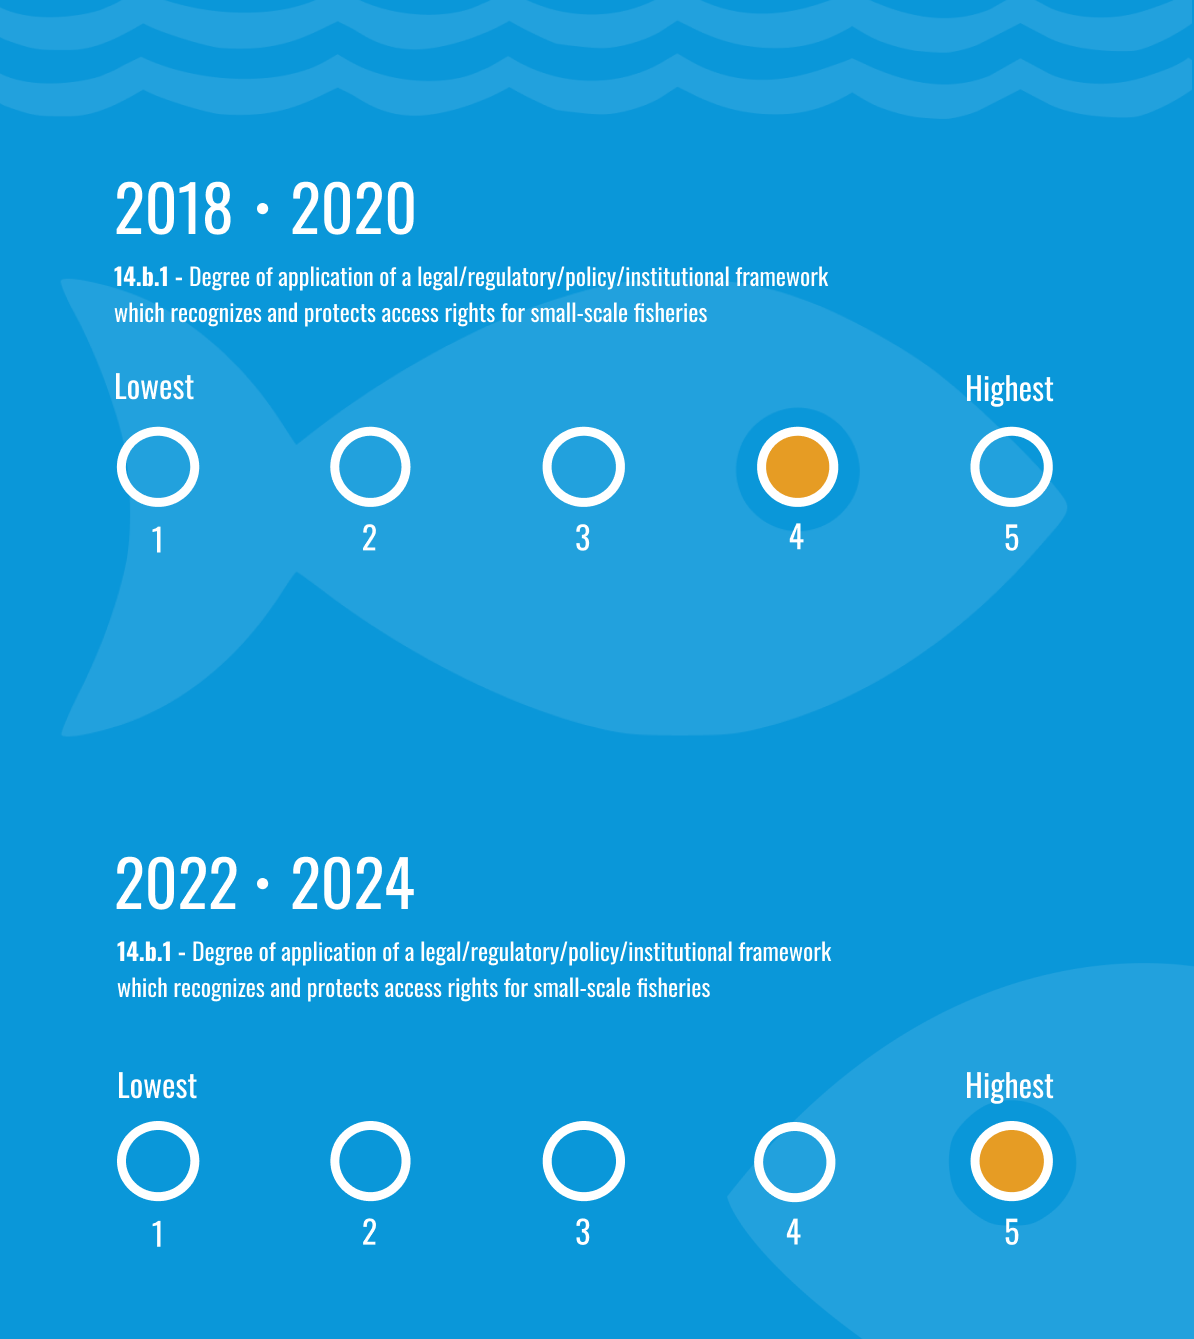 2018 • 2020
14.b.1 - Degree of application of a legal/regulatory/policy/institutional framework
which recognizes and protects access rights for small-scale fisheries
Lowest Highest
1 2 3 4 5
2022 • 2024
14.b.1 - Degree of application of a legal/regulatory/policy/institutional framework
which recognizes and protects access rights for small-scale fisheries
Lowest Highest
1 2 3 4 5